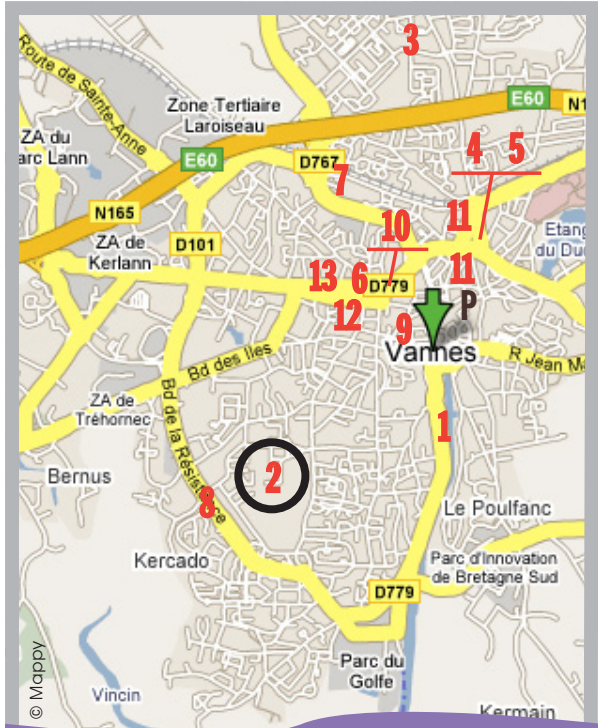 3
Route de Sainte-Anne
Zone Tertiaire
Laroiseau
E60
N1
ZA du
arc Lann
E60
D767
4 5
7
N165
11
10
Etang
du Du
ZA de
Kerlann
D101
11
13 6
D779
12
P
9
Vannes
R Jean Ma
Bd des Iles
ZA de
Tréhornec
Bd de la Résistance
1
2
Bernus
8
Le Poulfanc
Kercado
Parc d'Innovation
de Bretagne Sud
D779
Parc du
Golfe
© Mappy
Vincin
Kermain